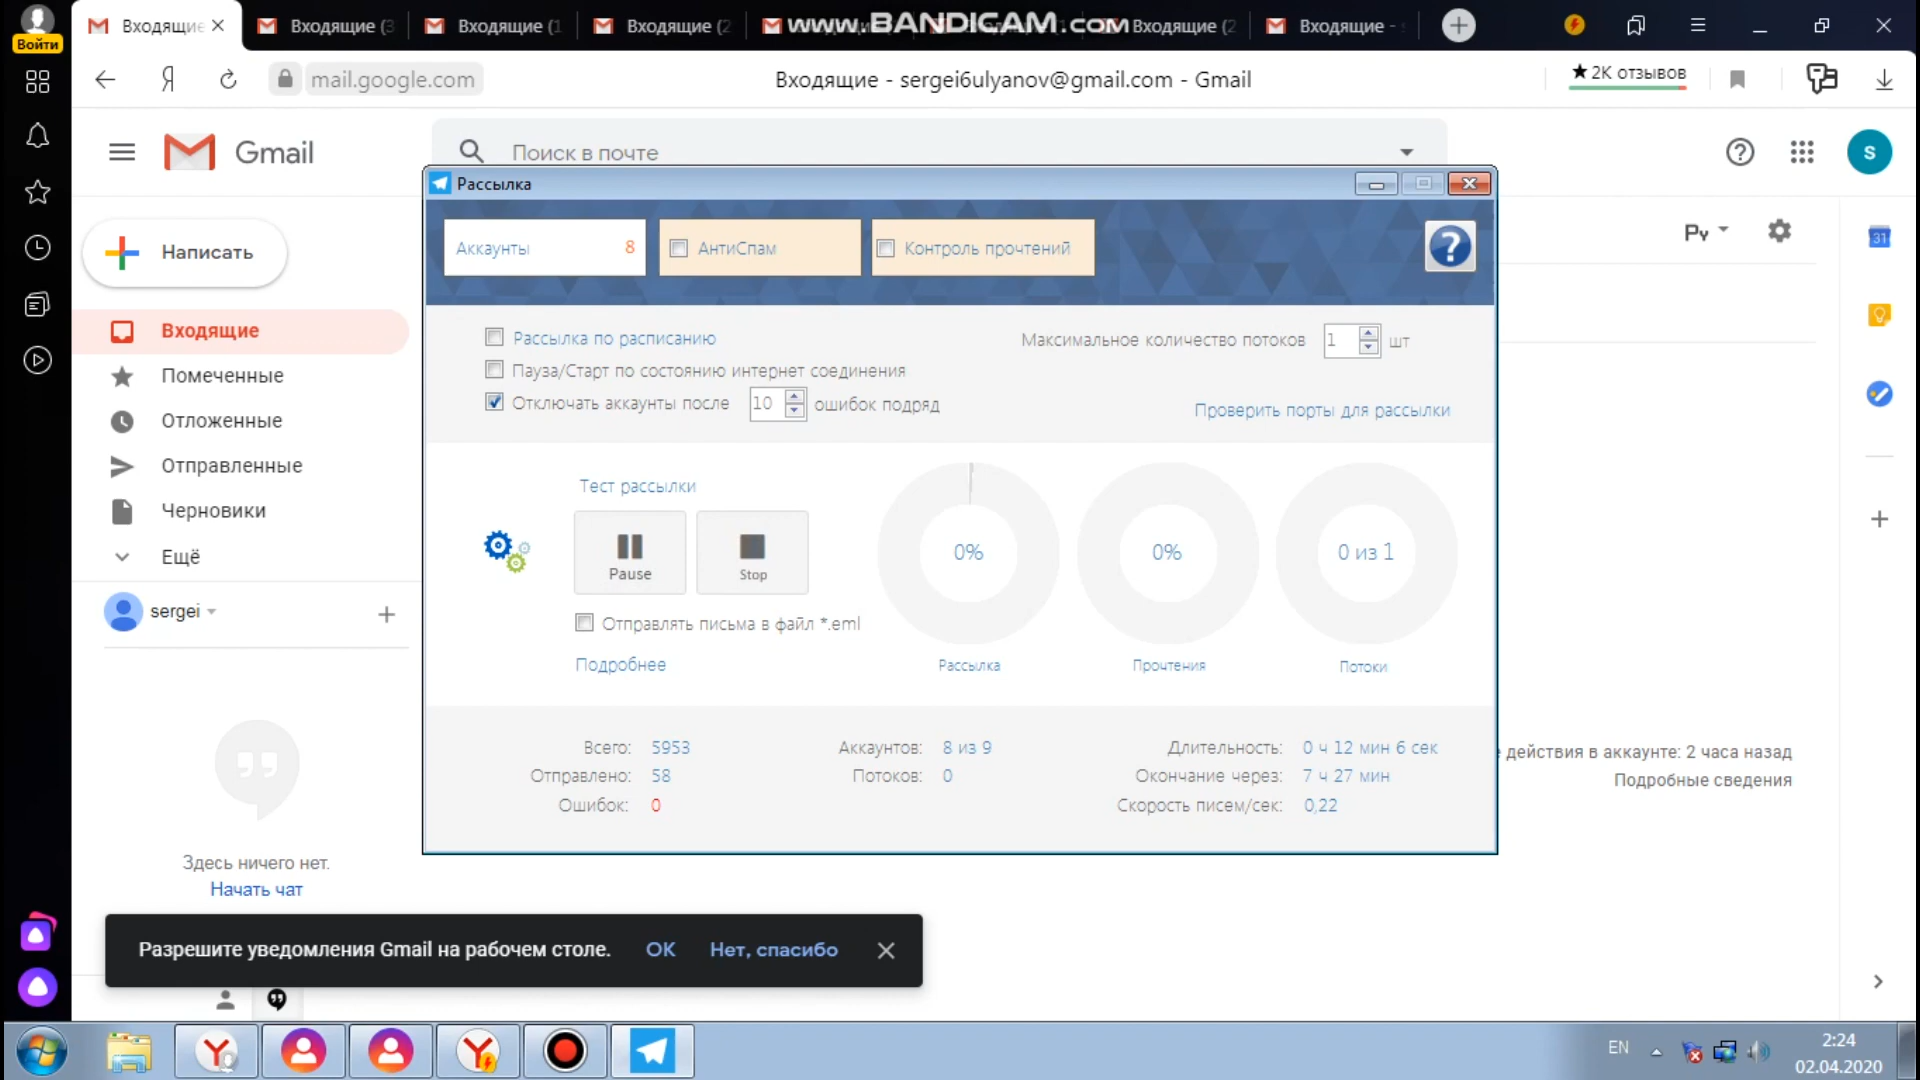 Войти
Входящие
Входящие (3
Входящие (1
Входящие (2
www.BANDICAM.com
Входящие (2
Входящие -
mail.google.com
Входящие - sergei6ulyanov@gmail.com - Gmail
★ 2K отзывов
Gmail
Поиск в почте
S
Написать
Входящие
Помеченные
Отложенные
Отправленные
Черновики
Ещё
sergei
Здесь ничего нет.
Начать чат
Ру
31
Рассылка
Аккаунты 8
АнтиСпам
Контроль прочтений
?
Рассылка по расписанию
Пауза/Старт по состоянию интернет соединения
Отключать аккаунты после 10 ошибок подряд
Максимальное количество потоков 1 шт
Проверить порты для рассылки
Тест рассылки
Pause
Stop
Отправлять письма в файл *.eml
Подробнее
0%
0%
0 из 1
Рассылка
Прочтения
Потоки
Всего: 5953
Отправлено: 58
Ошибок: 0
Аккаунтов: 8 из 9
Потоков: 0
Длительность: 0 ч 12 мин 6 сек
Окончание через: 7 ч 27 мин
Скорость писем/сек: 0,22
действия в аккаунте: 2 часа назад
Подробные сведения
Разрешите уведомления Gmail на рабочем столе. ОК Нет, спасибо
EN
2:24
02.04.2020